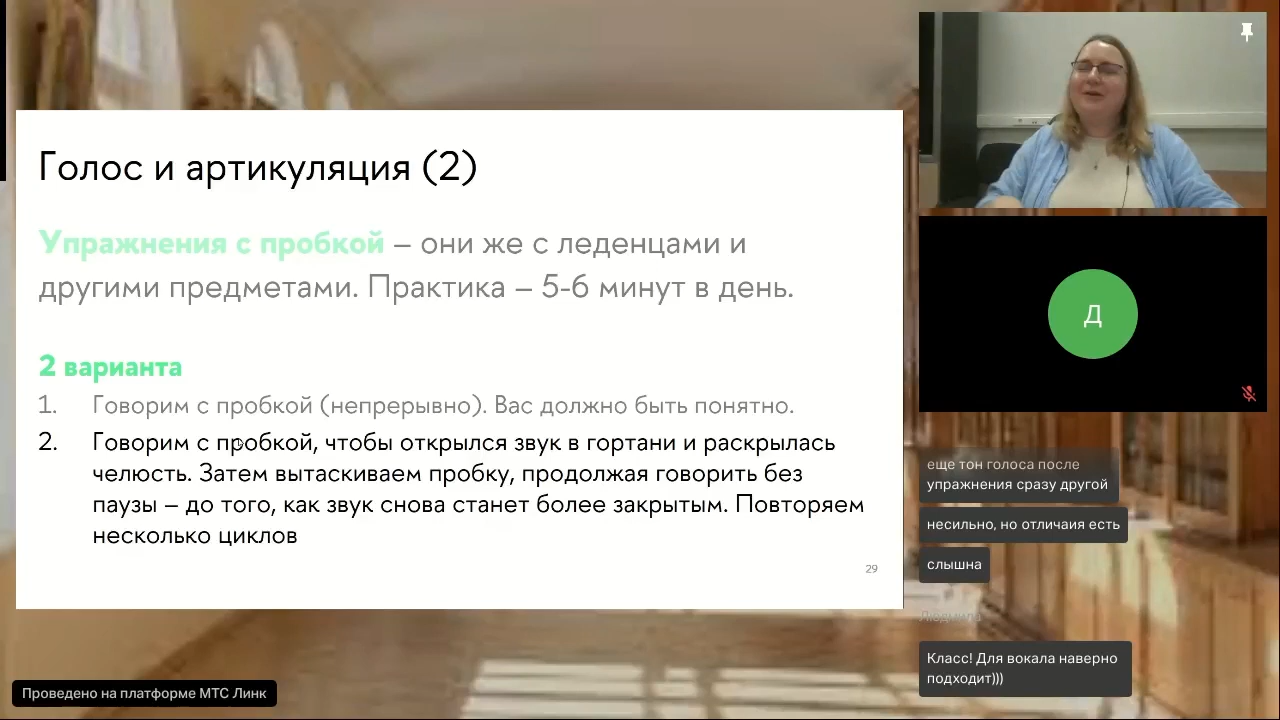 Голос и артикуляция (2)
Упражнения с пробкой – они же с леденцами и
другими предметами. Практика – 5-6 минут в день.
2 варианта
1. Говорим с пробкой (непрерывно). Вас должно быть понятно.
2. Говорим с пробкой, чтобы открылся звук в гортани и раскрылась
челюсть. Затем вытаскиваем пробку, продолжая говорить без
паузы – до того, как звук снова станет более закрытым. Повторяем
несколько циклов
29
Д
еще тон голоса после
упражнения сразу другой
несильно, но отличаия есть
слышна
Людмила
Класс! Для вокала наверно
подходит)))
Проведено на платформе МТС Линк